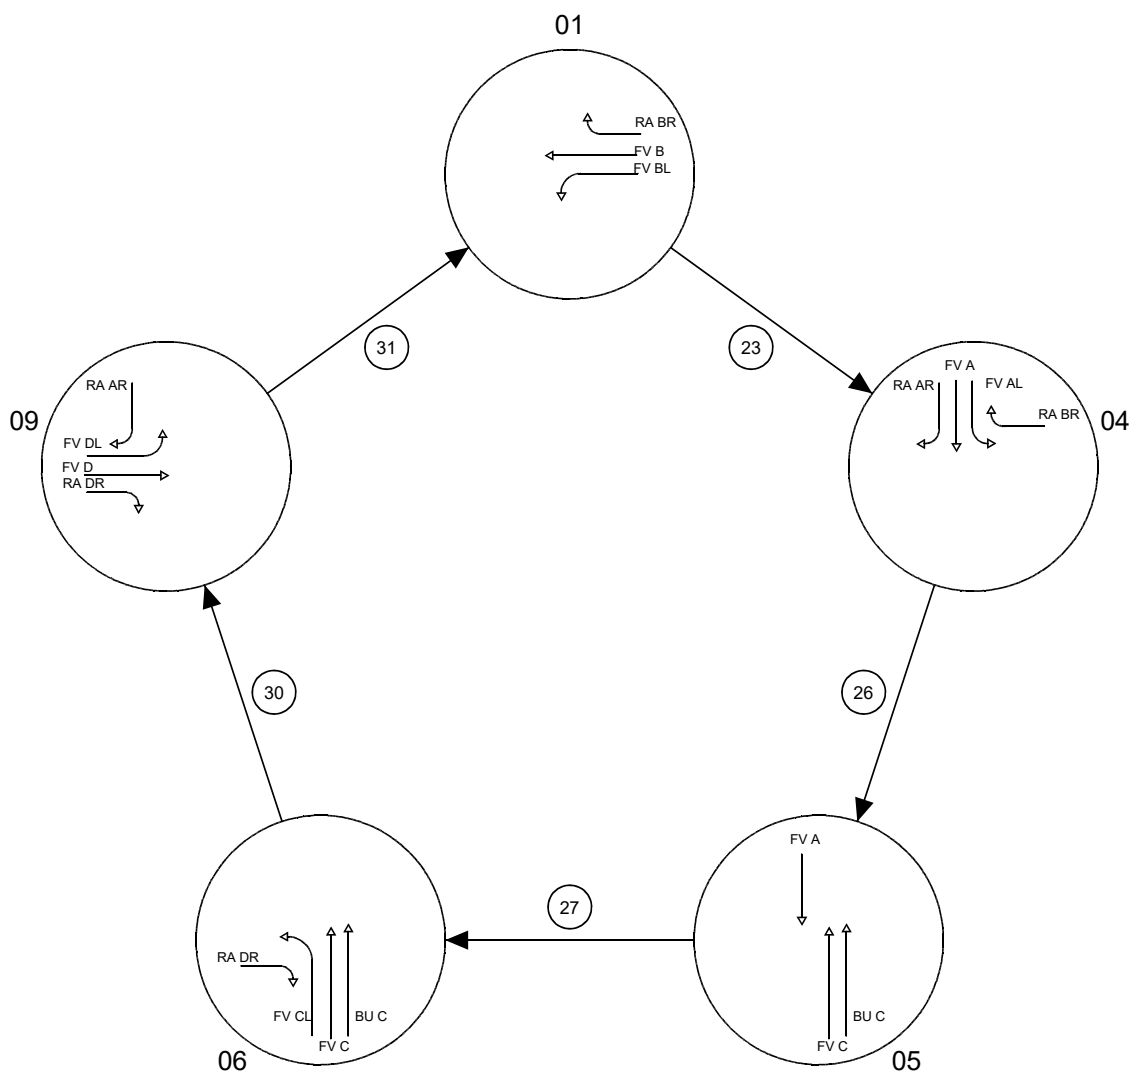 01
RA BR
FV B
FV BL
31
23
09
RA AR
FV DL
FV D
RA DR
FV A
RA AR
FV AL
RA BR
04
30
26
27
RA DR
FV CL
BU C
FV C
06
FV A
BU C
FV C
05